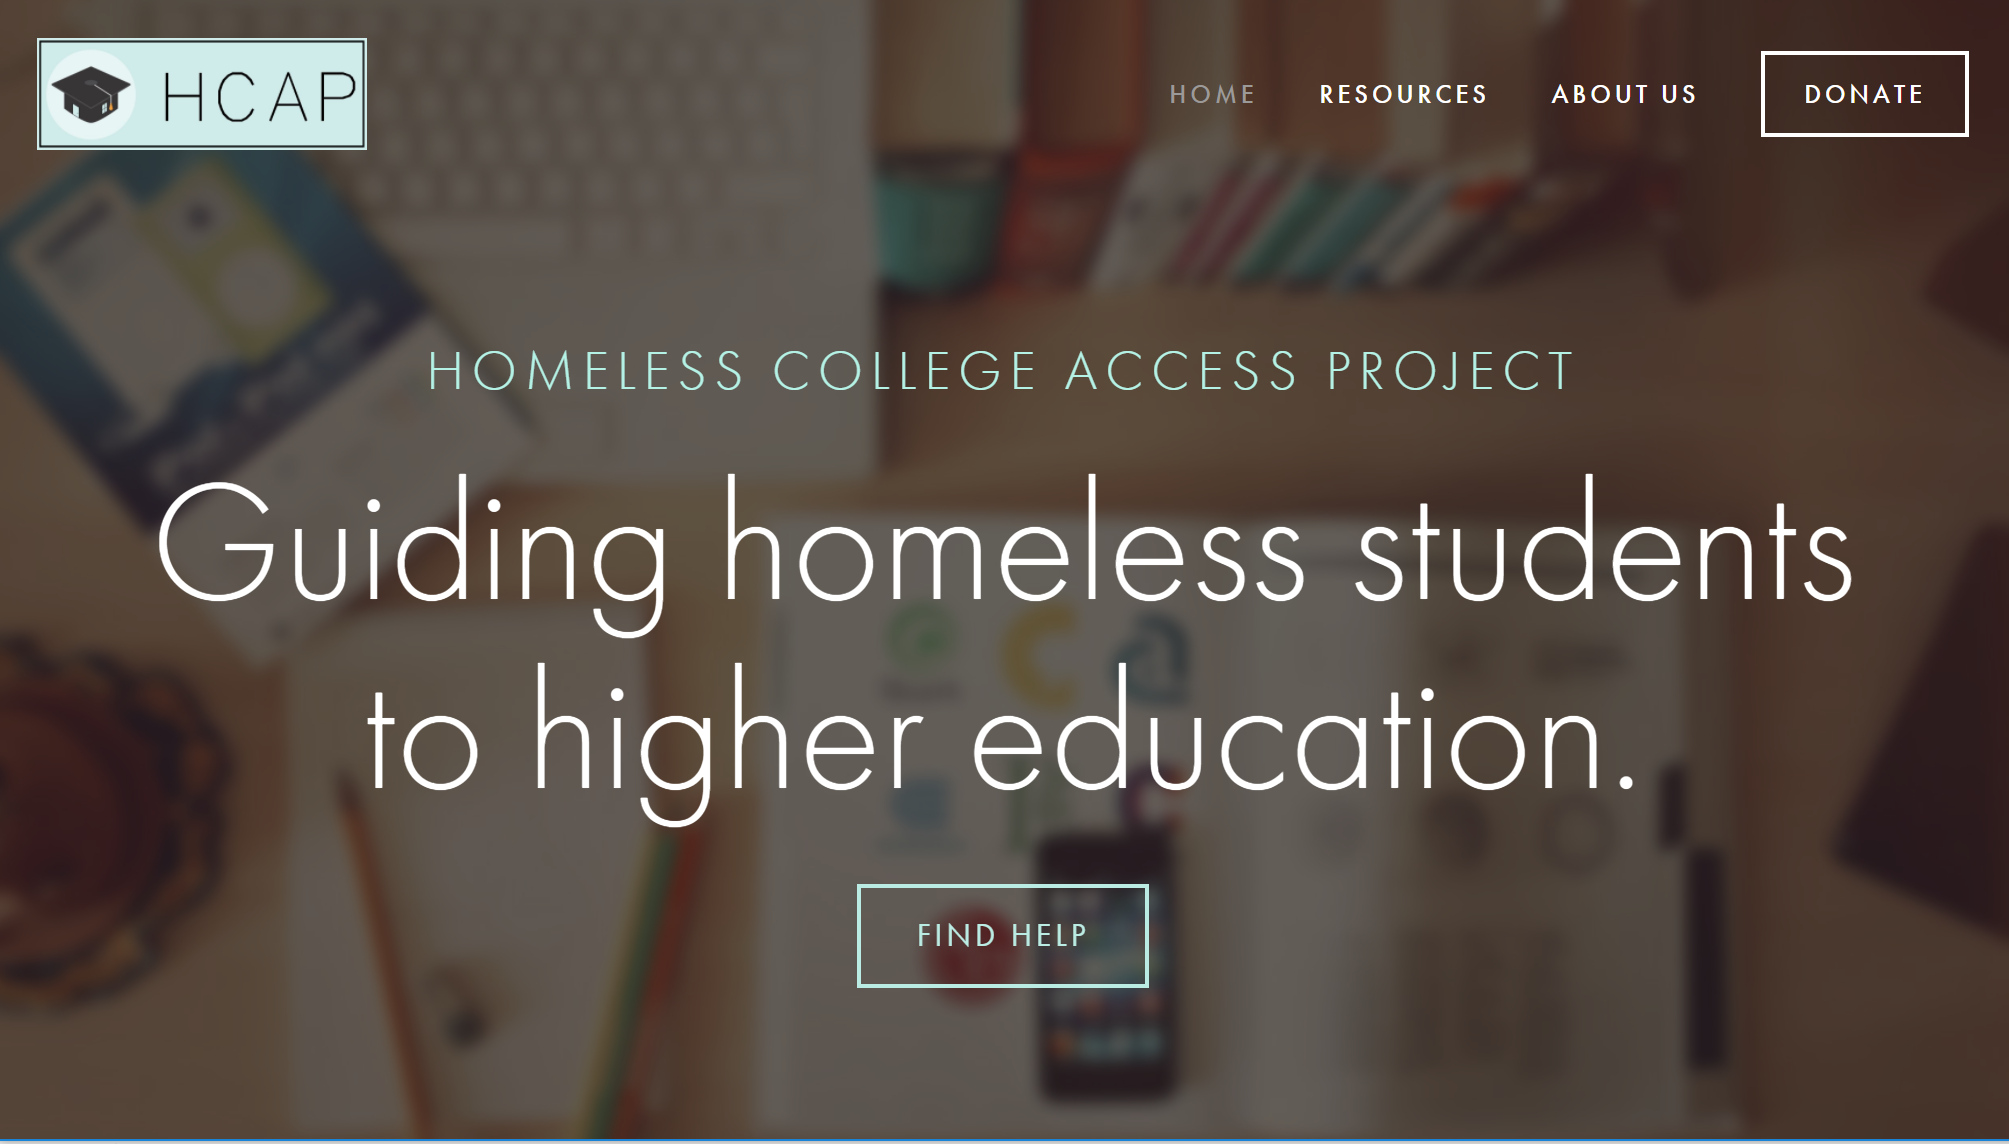 HCAP
HOME
RESOURCES
ABOUT US
DONATE
HOMELESS COLLEGE ACCESS PROJECT
Guiding homeless students
to higher education.
FIND HELP